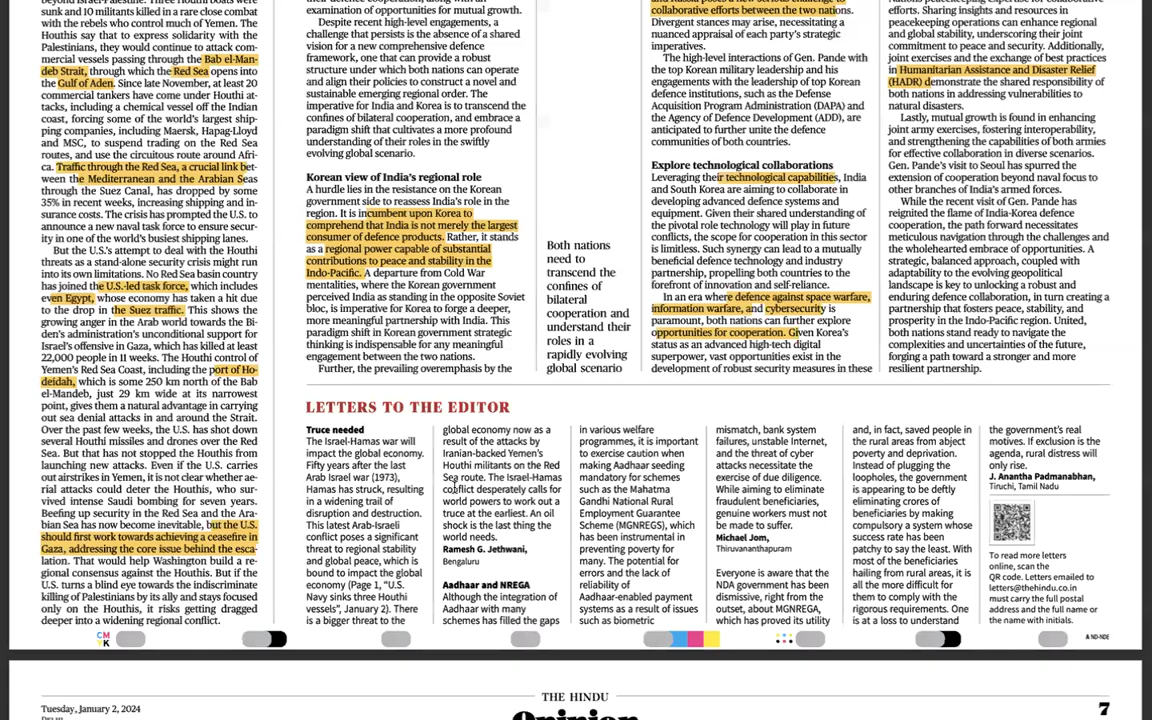 beyond Israel-Palestine. Three Houthi boats were
sunk and 10 militants killed in a rare close combat
with the rebels who control much of Yemen. The
Houthis say that to express solidarity with the
Palestinians, they would continue to attack com-
mercial vessels passing through the Bab el-Man-
deb Strait, through which the Red Sea opens into
the Gulf of Aden. Since late November, at least 20
commercial tankers have come under Houthi at-
tacks, including a chemical vessel off the Indian
coast, forcing some of the world's largest ship-
ping companies, including Maersk, Hapag-Lloyd
and MSC, to suspend trading on the Red Sea
routes, and use the circuitous route around Afri-
ca. Traffic through the Red Sea, a crucial link bet-
ween the Mediterranean and the Arabian Seas
through the Suez Canal, has dropped by some
35% in recent weeks, increasing shipping and in-
surance costs. The crisis has prompted the U.S. to
announce a new naval task force to ensure secur-
ity in one of the world's busiest shipping lanes.
But the U.S.'s attempt to deal with the Houthi
threats as a stand-alone security crisis might run
into its own limitations. No Red Sea basin country
has joined the U.S.-led task force, which includes
even Egypt, whose economy has taken a hit due
to the drop in the Suez traffic. This shows the
growing anger in the Arab world towards the Bi-
den's administration's unconditional support for
Israel's offensive in Gaza, which has killed at least
22,000 people in 11 weeks. The Houthi control of
Yemen's Red Sea Coast, including the port of Ho-
deidah, which is some 250 km north of the Bab
el-Mandeb, just 29 km wide at its narrowest
point, gives them a natural advantage in carrying
out sea denial attacks in and around the Strait.
Over the past few weeks, the U.S. has shot down
several Houthi missiles and drones over the Red
Sea. But that has not stopped the Houthis from
launching new attacks. Even if the U.S. carries
out airstrikes in Yemen, it is not clear whether ae-
rial attacks could deter the Houthis, who sur-
vived intense Saudi bombing for seven years.
Beefing up security in the Red Sea and the Ara-
bian Sea has now become inevitable, but the U.S.
should first work towards achieving a ceasefire in
Gaza, addressing the core issue behind the esca-
lation. That would help Washington build a re-
gional consensus against the Houthis. But if the
U.S. turns a blind eye towards the indiscriminate
killing of Palestinians by its ally and stays focused
only on the Houthis, it risks getting dragged
deeper into a widening regional conflict.
examination of opportunities for mutual growth.
Despite recent high-level engagements, a
challenge that persists is the absence of a shared
vision for a new comprehensive defence
framework, one that can provide a robust
structure under which both nations can operate
and align their policies to construct a novel and
sustainable emerging regional order. The
imperative for India and Korea is to transcend the
confines of bilateral cooperation, and embrace a
paradigm shift that cultivates a more profound
understanding of their roles in the swiftly
evolving global scenario.
Korean view of India's regional role
A hurdle lies in the resistance on the Korean
government side to reassess India's role in the
region. It is incumbent upon Korea to
comprehend that India is not merely the largest
consumer of defence products. Rather, it stands
as a regional power capable of substantial
contributions to peace and stability in the
Indo-Pacific. A departure from Cold War
mentalities, where the Korean government
perceived India as standing in the opposite Soviet
bloc, is imperative for Korea to forge a deeper,
more meaningful partnership with India. This
paradigm shift in Korean government strategic
thinking is indispensable for any meaningful
engagement between the two nations.
Further, the prevailing overemphasis by the
Both nations
need to
transcend the
confines of
bilateral
cooperation and
understand their
roles in a
rapidly evolving
global scenario
collaborative efforts between the two nations.
Divergent stances may arise, necessitating a
nuanced appraisal of each party's strategic
imperatives.
The high-level interactions of Gen. Pande with
the top Korean military leadership and his
engagements with the leadership of top Korean
defence institutions, such as the Defense
Acquisition Program Administration (DAPA) and
the Agency of Defence Development (ADD), are
anticipated to further unite the defence
communities of both countries.
Explore technological collaborations
Leveraging their technological capabilities, India
and South Korea are aiming to collaborate in
developing advanced defence systems and
equipment. Given their shared understanding of
the pivotal role technology will play in future
conflicts, the scope for cooperation in this sector
is limitless. Such synergy can lead to a mutually
beneficial defence technology and industry
partnership, propelling both countries to the
forefront of innovation and self-reliance.
In an era where defence against space warfare,
information warfare, and cybersecurity is
paramount, both nations can further explore
opportunities for cooperation. Given Korea's
status as an advanced high-tech digital
superpower, vast opportunities exist in the
development of robust security measures in these
efforts. Sharing insights and resources in
peacekeeping operations can enhance regional
and global stability, underscoring their joint
commitment to peace and security. Additionally,
joint exercises and the exchange of best practices
in Humanitarian Assistance and Disaster Relief
(HADR) demonstrate the shared responsibility of
both nations in addressing vulnerabilities to
natural disasters.
Lastly, mutual growth is found in enhancing
joint army exercises, fostering interoperability,
and strengthening the capabilities of both armies
for effective collaboration in diverse scenarios.
Gen. Pande's visit to Seoul has spurred the
extension of cooperation beyond naval focus to
other branches of India's armed forces.
While the recent visit of Gen. Pande has
reignited the flame of India-Korea defence
cooperation, the path forward necessitates
meticulous navigation through the challenges and
the wholehearted embrace of opportunities. A
strategic, balanced approach, coupled with
adaptability to the evolving geopolitical
landscape is key to unlocking a robust and
enduring defence collaboration, in turn creating a
partnership that fosters peace, stability, and
prosperity in the Indo-Pacific region. United,
both nations stand ready to navigate the
complexities and uncertainties of the future,
forging a path toward a stronger and more
resilient partnership.
LETTERS TO THE EDITOR
Truce needed
The Israel-Hamas war will
impact the global economy.
Fifty years after the last
Arab Israel war (1973),
Hamas has struck, resulting
in a widening trail of
disruption and destruction.
This latest Arab-Israeli
conflict poses a significant
threat to regional stability
and global peace, which is
bound to impact the global
economy (Page 1, “U.S.
Navy sinks three Houthi
vessels”, January 2). There
is a bigger threat to the
global economy now as a
result of the attacks by
Iranian-backed Yemen's
Houthi militants on the Red
Sea route. The Israel-Hamas
conflict desperately calls for
world powers to work out a
truce at the earliest. An oil
shock is the last thing the
world needs.
Ramesh G. Jethwani,
Bengaluru
Aadhaar and NREGA
Although the integration of
Aadhaar with many
schemes has filled the gaps
in various welfare
programmes, it is important
to exercise caution when
making Aadhaar seeding
mandatory for schemes
such as the Mahatma
Gandhi National Rural
Employment Guarantee
Scheme (MGNREGS), which
has been instrumental in
preventing poverty for
many. The potential for
errors and the lack of
reliability of
Aadhaar-enabled payment
systems as a result of issues
such as biometric
mismatch, bank system
failures, unstable Internet,
and the threat of cyber
attacks necessitate the
exercise of due diligence.
While aiming to eliminate
fraudulent beneficiaries,
genuine workers must not
be made to suffer.
Michael Jom,
Thiruvananthapuram
Everyone is aware that the
NDA government has been
dismissive, right from the
outset, about MGNREGA,
which has proved its utility
and, in fact, saved people in
the rural areas from abject
poverty and deprivation.
Instead of plugging the
loopholes, the government
is appearing to be deftly
eliminating crores of
beneficiaries by making
compulsory a system whose
success rate has been
patchy to say the least. With
most of the beneficiaries
hailing from rural areas, it is
all the more difficult for
them to comply with the
rigorous requirements. One
is at a loss to understand
the government's real
motives. If exclusion is the
agenda, rural distress will
only rise.
J. Anantha Padmanabhan,
Tiruchi, Tamil Nadu
To read more letters
online, scan the
QR code. Letters emailed to
letters@thehindu.co.in
must carry the full postal
address and the full name or
the name with initials.
CM
YK
A ND-NDE
THE HINDU
Tuesday, January 2, 2024
7
Opinion